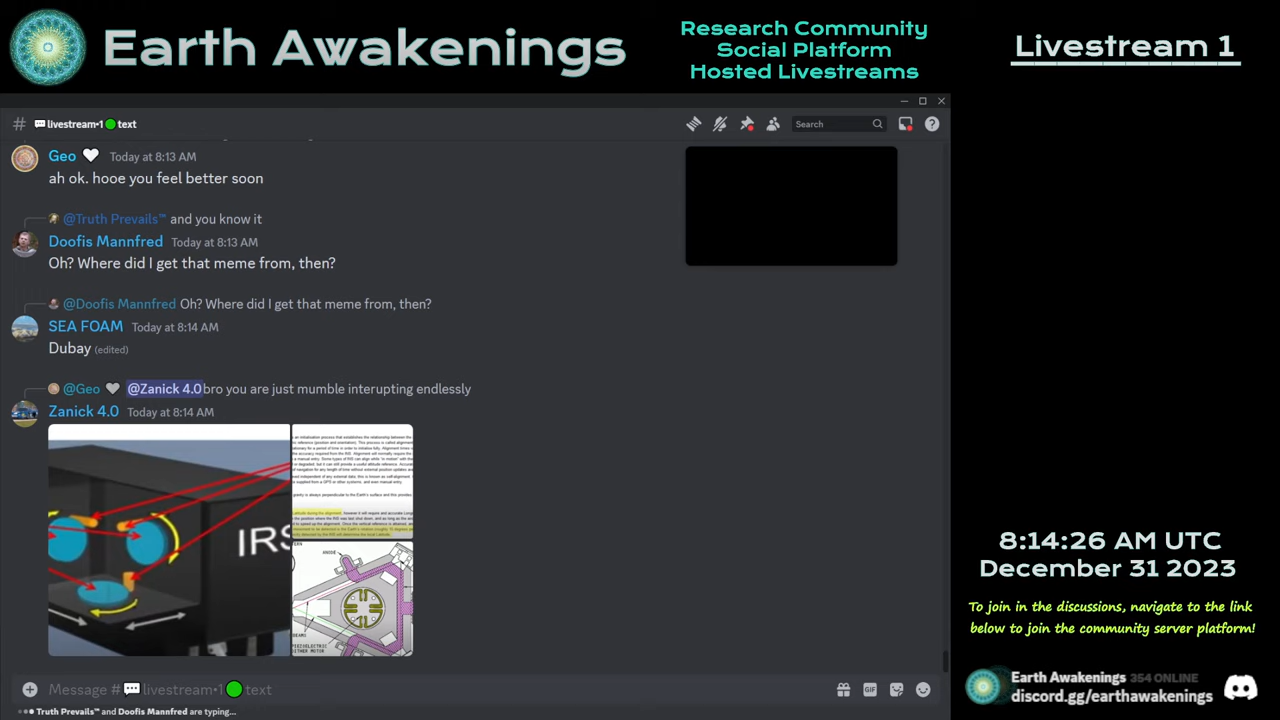 Earth Awakenings
Research Community
Social Platform
Hosted Livestreams
Livestream 1
# livestream•1 text
Search
Geo Today at 8:13 AM
ah ok. hooe you feel better soon
@Truth Prevails™ and you know it
Doofis Mannfred Today at 8:13 AM
Oh? Where did I get that meme from, then?
@Doofis Mannfred Oh? Where did I get that meme from, then?
SEA FOAM Today at 8:14 AM
Dubay (edited)
@Geo @Zanick 4.0 bro you are just mumble interupting endlessly
Zanick 4.0 Today at 8:14 AM
IRS
ANODE
Message # livestream•1 text
GIF
Truth Prevails™ and Doofis Mannfred are typing...
8:14:26 AM UTC
December 31 2023
To join in the discussions, navigate to the link
below to join the community server platform!
Earth Awakenings 354 ONLINE
discord.gg/earthawakenings